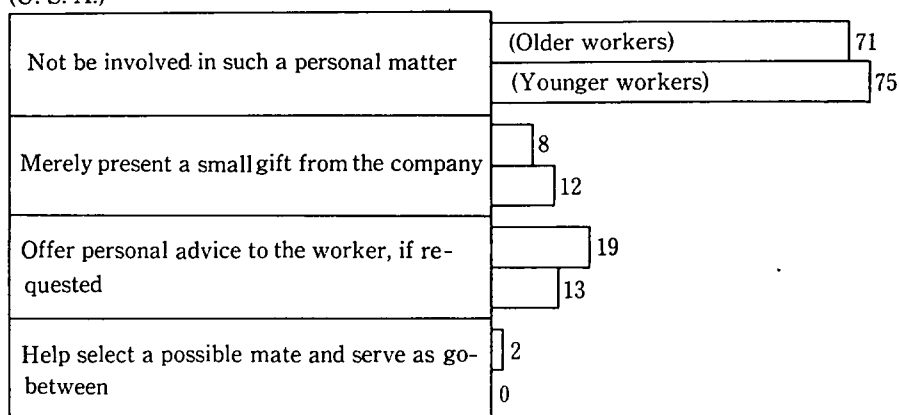 (U. S. A.)
Not be involved in such a personal matter
(Older workers) 71
(Younger workers) 75
Merely present a small gift from the company
8
12
Offer personal advice to the worker, if re-
quested
19
13
Help select a possible mate and serve as go-
between
2
0